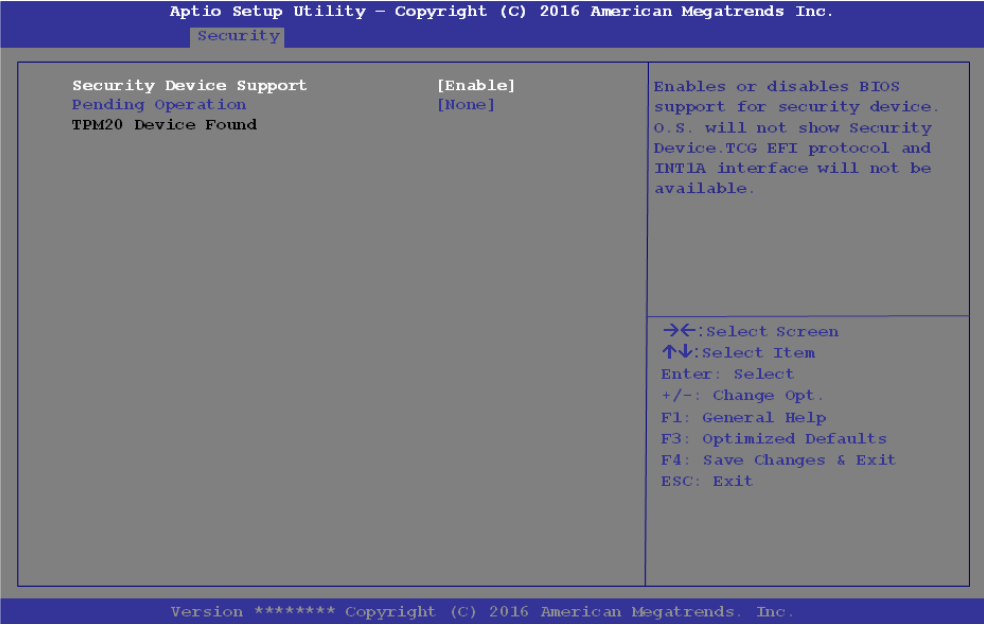 Aptio Setup Utility – Copyright (C) 2016 American Megatrends Inc.
Security
Security Device Support [Enable]
Pending Operation [None]
TPM20 Device Found
Enables or disables BIOS
support for security device.
O.S. will not show Security
Device.TCG EFI protocol and
INT1A interface will not be
available.
→←:Select Screen
↑↓:Select Item
Enter: Select
+/-: Change Opt.
F1: General Help
F3: Optimized Defaults
F4: Save Changes & Exit
ESC: Exit
Version ******** Copyright (C) 2016 American Megatrends. Inc.